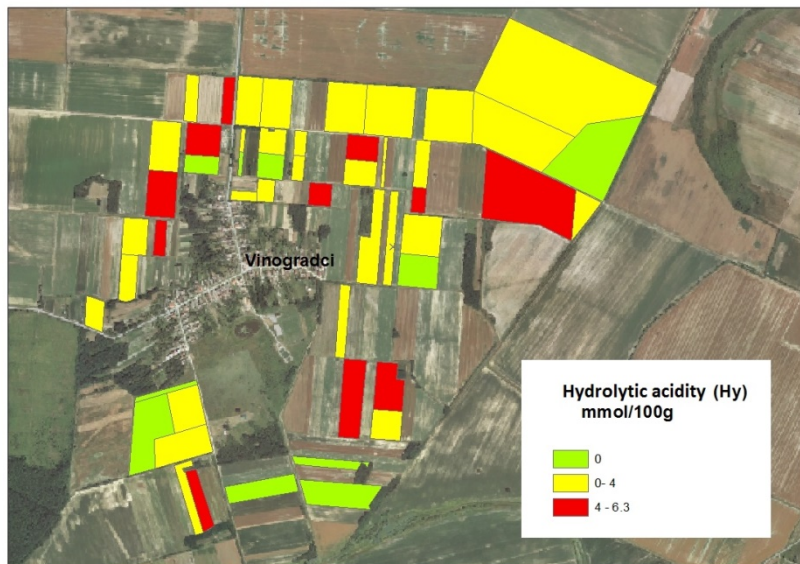 Vinogradci
Hydrolytic acidity (Hy)
mmol/100g
0
0- 4
4 - 6.3